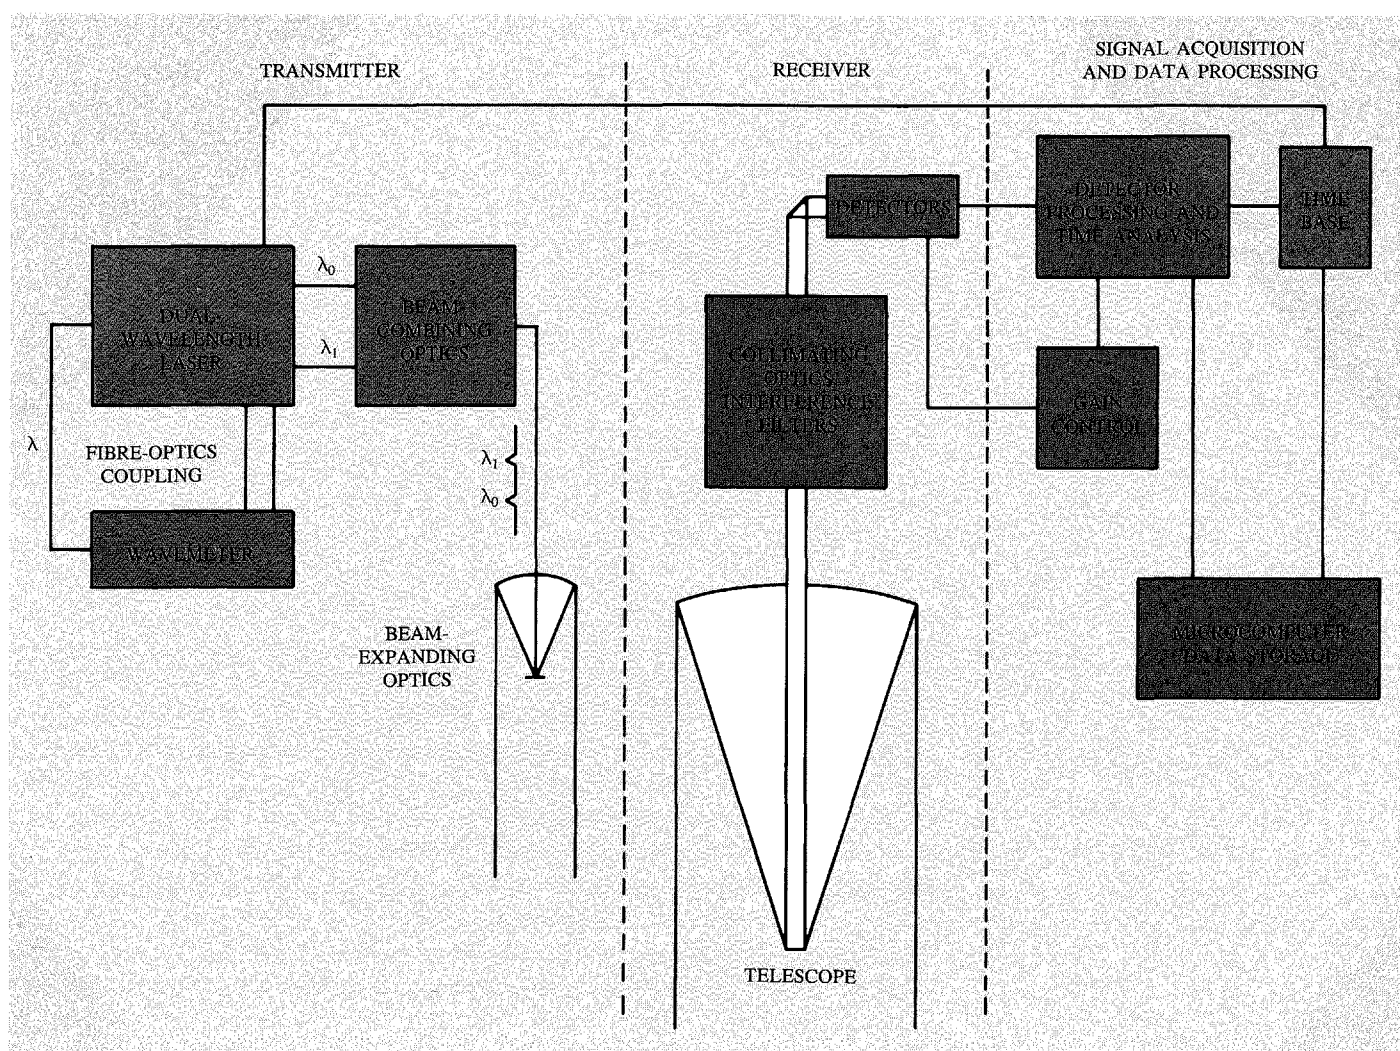 TRANSMITTER
RECEIVER
SIGNAL ACQUISITION
AND DATA PROCESSING
DETECTORS
DETECTOR
PROCESSING AND
TIME ANALYSIS
TIME
BASE
λ₀
λ₁
DUAL-
WAVELENGTH
LASER
BEAM-
COMBINING
OPTICS
COLLIMATING
OPTICS
INTERFERENCE
FILTERS
GAIN
CONTROL
λ
FIBRE-OPTICS
COUPLING
λ₁
λ₀
WAVEMETER
BEAM-
EXPANDING
OPTICS
MICROCOMPUTER
DATA STORAGE
TELESCOPE